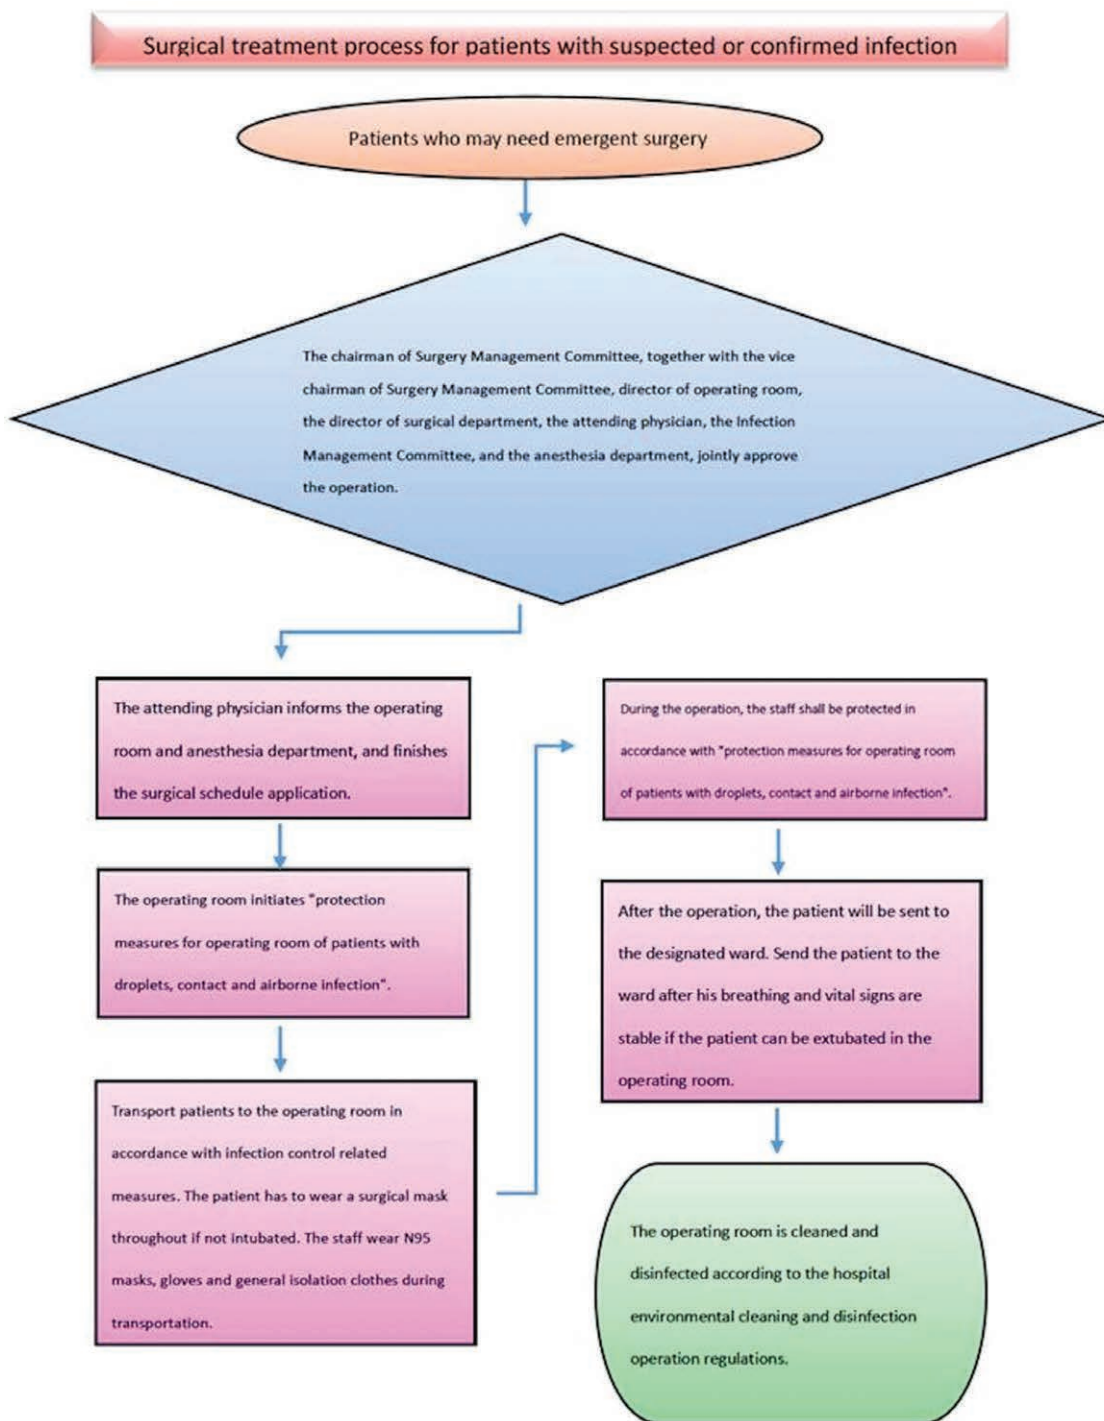 Surgical treatment process for patients with suspected or confirmed infection
Patients who may need emergent surgery
The chairman of Surgery Management Committee, together with the vice
chairman of Surgery Management Committee, director of operating room,
the director of surgical department, the attending physician, the Infection
Management Committee, and the anesthesia department, jointly approve
the operation.
The attending physician informs the operating
room and anesthesia department, and finishes
the surgical schedule application.
The operating room initiates "protection
measures for operating room of patients with
droplets, contact and airborne infection".
Transport patients to the operating room in
accordance with infection control related
measures. The patient has to wear a surgical mask
throughout if not intubated. The staff wear N95
masks, gloves and general isolation clothes during
transportation.
During the operation, the staff shall be protected in
accordance with "protection measures for operating room
of patients with droplets, contact and airborne infection".
After the operation, the patient will be sent to
the designated ward. Send the patient to the
ward after his breathing and vital signs are
stable if the patient can be extubated in the
operating room.
The operating room is cleaned and
disinfected according to the hospital
environmental cleaning and disinfection
operation regulations.